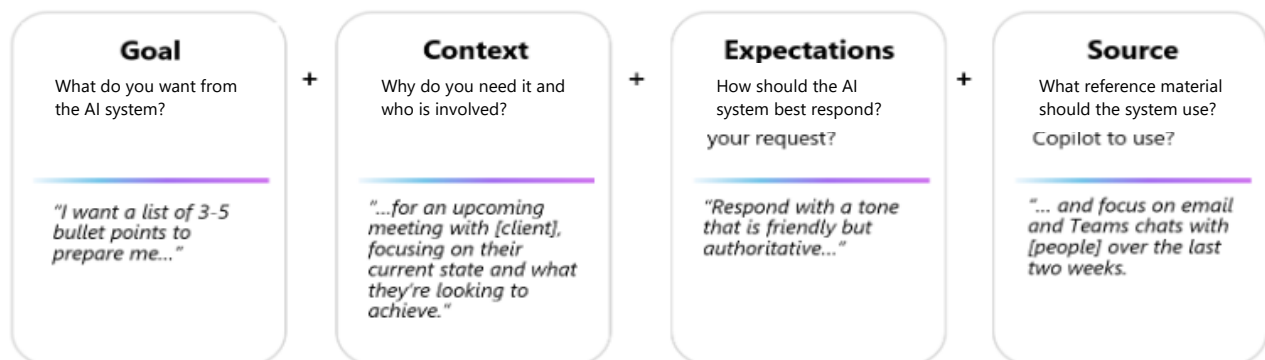 Goal
What do you want from
the AI system?
"I want a list of 3-5
bullet points to
prepare me..."
+
Context
Why do you need it and
who is involved?
"...for an upcoming
meeting with [client],
focusing on their
current state and what
they're looking to
achieve."
+
Expectations
How should the AI
system best respond?
your request?
"Respond with a tone
that is friendly but
authoritative..."
+
Source
What reference material
should the system use?
Copilot to use?
"... and focus on email
and Teams chats with
[people] over the last
two weeks.